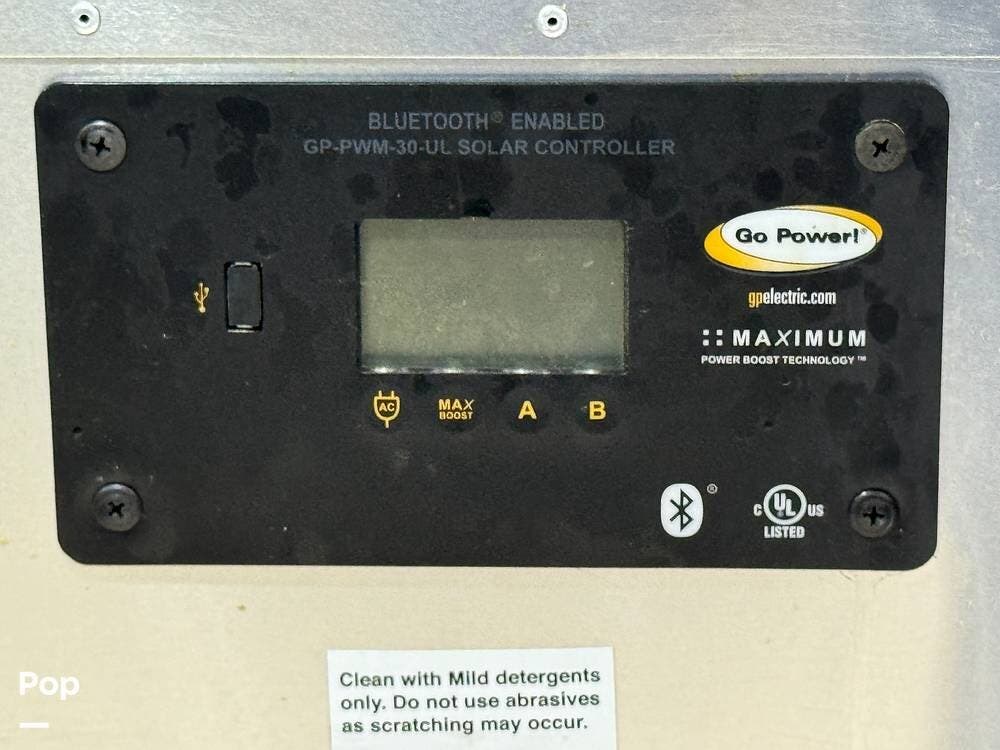 BLUETOOTH® ENABLED
GP-PWM-30-UL SOLAR CONTROLLER
Go Power!®
gpelectric.com
MAXIMUM
POWER BOOST TECHNOLOGY™
AC
MAX
BOOST
A
B
®
C UL US
LISTED
Clean with Mild detergents
only. Do not use abrasives
as scratching may occur.
Pop